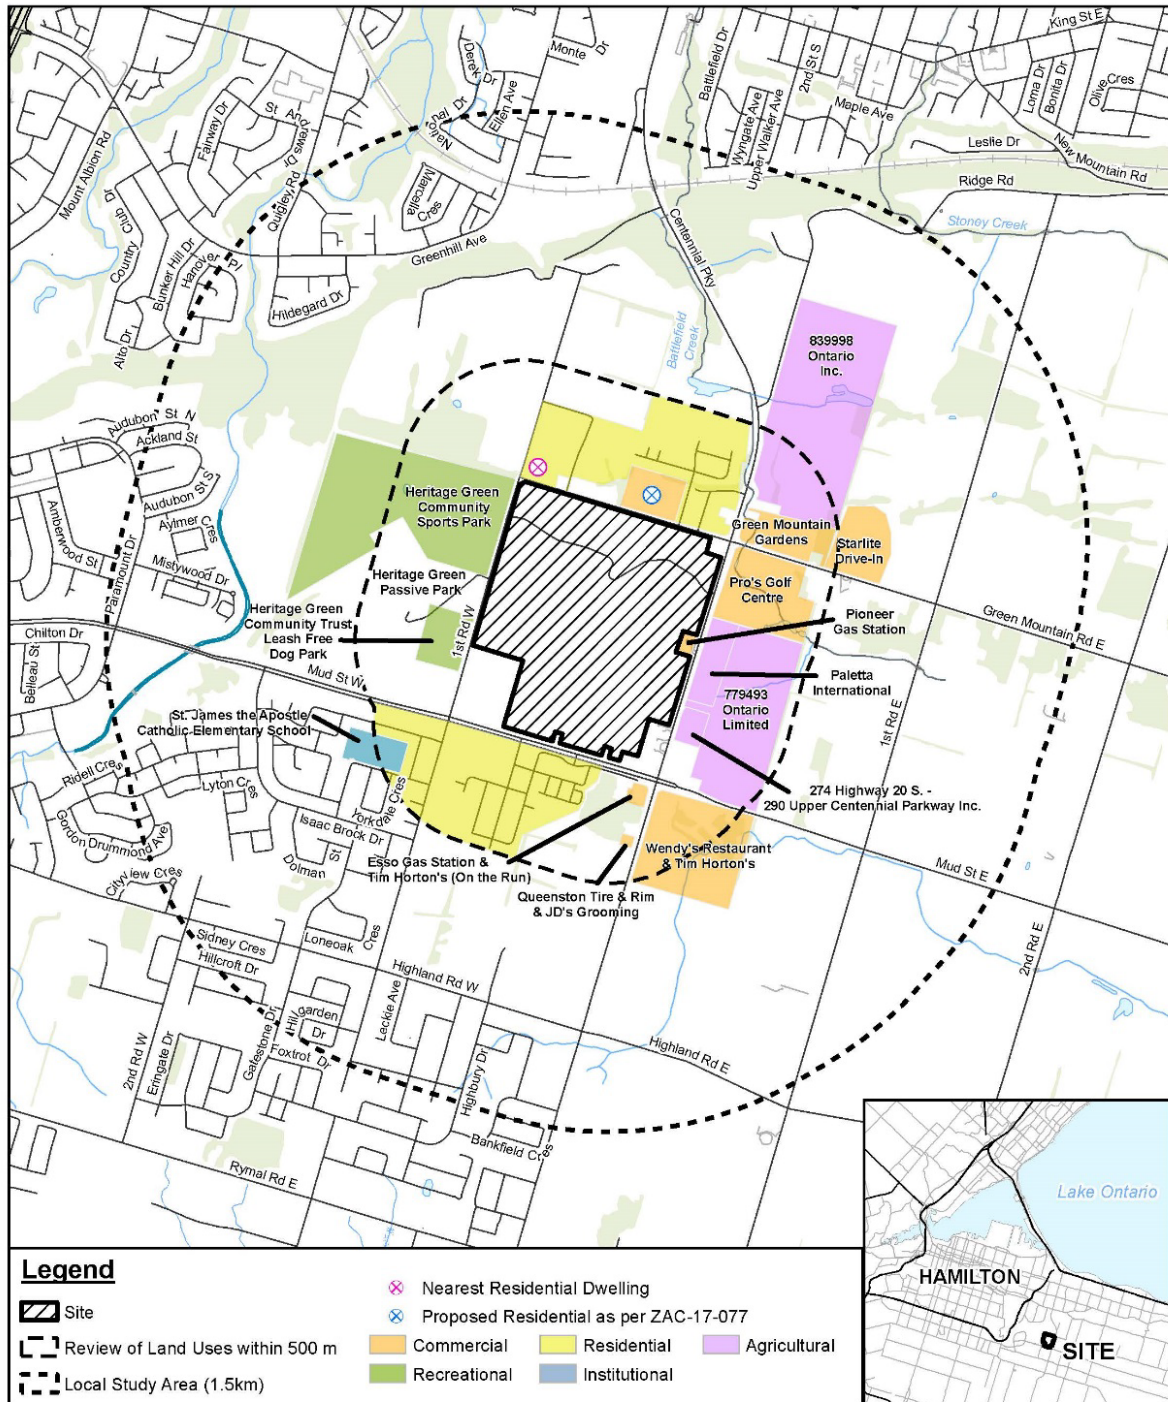 King St E
Monte Dr
Derek Dr
Ellen Ave
National Dr
Battlefield Dr
2nd St S
Loma Dr
Bonita Dr
Olive Cres
Maple Ave
Wyngate Ave
Upper Walker Ave
Leslie Dr
New Mountain Rd
Ridge Rd
Stoney Creek
St Andrews Dr
Fairway Dr
Mount Albion Rd
Quigley Rd
Marcella Cres
Country Club Dr
Bunker Hill Dr
Hanover Pl
Greenhill Ave
Hildegard Dr
Alto Dr
Centennial Pky
Battlefield Creek
839998
Ontario
Inc.
Audubon St N
Ackland St
Audubon St S
Aylmer Cres
Mistywood Dr
Amberwood St
Paramount Dr
Heritage Green
Community
Sports Park
Green Mountain
Gardens
Starlite
Drive-In
Pro's Golf
Centre
Heritage Green
Passive Park
Heritage Green
Community Trust
Leash Free
Dog Park
1st Rd W
Pioneer
Gas Station
Green Mountain Rd E
Chilton Dr
Belleau St
Mud St W
Paletta
International
779493
Ontario
Limited
1st Rd E
St. James the Apostle
Catholic Elementary School
Ridell Cres
Lyton Cres
Gordon Drummond Ave
Isaac Brock Dr
Yorkdale Cres
274 Highway 20 S. -
290 Upper Centennial Parkway Inc.
Esso Gas Station &
Tim Horton's (On the Run)
Wendy's Restaurant
& Tim Horton's
Mud St E
Dolman St
Cityview Cres
Queenston Tire & Rim
& JD's Grooming
2nd Rd E
Sidney Cres
Loneoak Cres
Hillcroft Dr
Highland Rd W
Leckie Ave
Hillgarden Dr
Foxtrot Dr
Gatestone Dr
2nd Rd W
Eringate Dr
Highland Rd E
Highbury Dr
Bankfield Cres
Rymal Rd E
Lake Ontario
HAMILTON
SITE
Legend
Site
Review of Land Uses within 500 m
Local Study Area (1.5km)
Nearest Residential Dwelling
Proposed Residential as per ZAC-17-077
Commercial
Residential
Agricultural
Recreational
Institutional